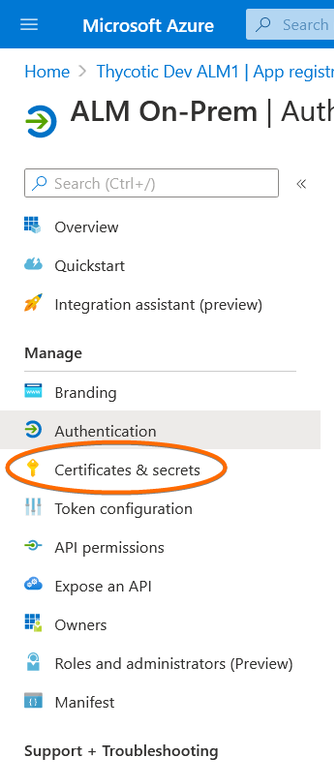 Microsoft Azure
Search
Home > Thycotic Dev ALM1 | App registr
ALM On-Prem | Auth
Search (Ctrl+/)
«
Overview
Quickstart
Integration assistant (preview)
Manage
Branding
Authentication
Certificates & secrets
Token configuration
API permissions
Expose an API
Owners
Roles and administrators (Preview)
Manifest
Support + Troubleshooting